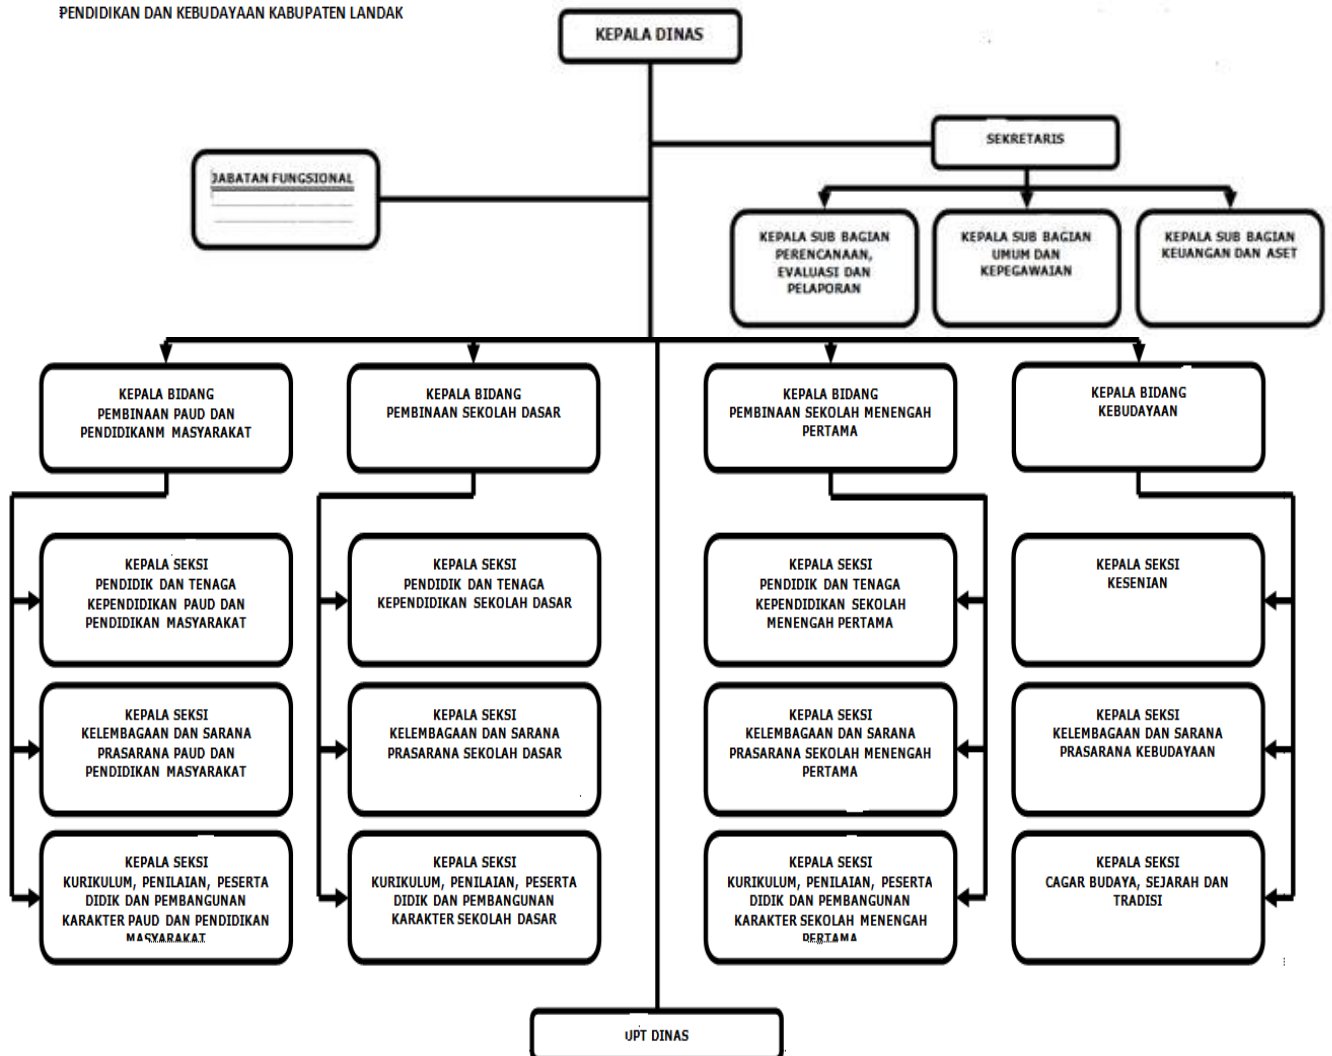 PENDIDIKAN DAN KEBUDAYAAN KABUPATEN LANDAK
KEPALA DINAS
SEKRETARIS
JABATAN FUNGSIONAL
KEPALA SUB BAGIAN
PERENCANAAN,
EVALUASI DAN
PELAPORAN
KEPALA SUB BAGIAN
UMUM DAN
KEPEGAWAIAN
KEPALA SUB BAGIAN
KEUANGAN DAN ASET
KEPALA BIDANG
PEMBINAAN PAUD DAN
PENDIDIKANM MASYARAKAT
KEPALA BIDANG
PEMBINAAN SEKOLAH DASAR
KEPALA BIDANG
PEMBINAAN SEKOLAH MENENGAH
PERTAMA
KEPALA BIDANG
KEBUDAYAAN
KEPALA SEKSI
PENDIDIK DAN TENAGA
KEPENDIDIKAN PAUD DAN
PENDIDIKAN MASYARAKAT
KEPALA SEKSI
PENDIDIK DAN TENAGA
KEPENDIDIKAN SEKOLAH DASAR
KEPALA SEKSI
PENDIDIK DAN TENAGA
KEPENDIDIKAN SEKOLAH
MENENGAH PERTAMA
KEPALA SEKSI
KESENIAN
KEPALA SEKSI
KELEMBAGAAN DAN SARANA
PRASARANA PAUD DAN
PENDIDIKAN MASYARAKAT
KEPALA SEKSI
KELEMBAGAAN DAN SARANA
PRASARANA SEKOLAH DASAR
KEPALA SEKSI
KELEMBAGAAN DAN SARANA
PRASARANA SEKOLAH MENENGAH
PERTAMA
KEPALA SEKSI
KELEMBAGAAN DAN SARANA
PRASARANA KEBUDAYAAN
KEPALA SEKSI
KURIKULUM, PENILAIAN, PESERTA
DIDIK DAN PEMBANGUNAN
KARAKTER PAUD DAN PENDIDIKAN
MASYARAKAT
KEPALA SEKSI
KURIKULUM, PENILAIAN, PESERTA
DIDIK DAN PEMBANGUNAN
KARAKTER SEKOLAH DASAR
KEPALA SEKSI
KURIKULUM, PENILAIAN, PESERTA
DIDIK DAN PEMBANGUNAN
KARAKTER SEKOLAH MENENGAH
PERTAMA
KEPALA SEKSI
CAGAR BUDAYA, SEJARAH DAN
TRADISI
UPT DINAS